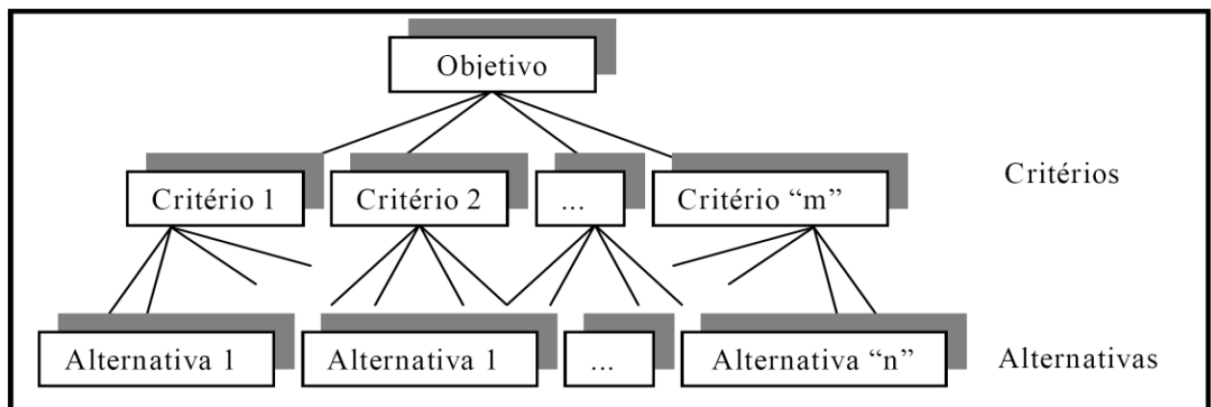 Objetivo
Critérios
Critério 1
Critério 2
...
Critério “m”
Alternativa 1
Alternativa 1
...
Alternativa “n”
Alternativas